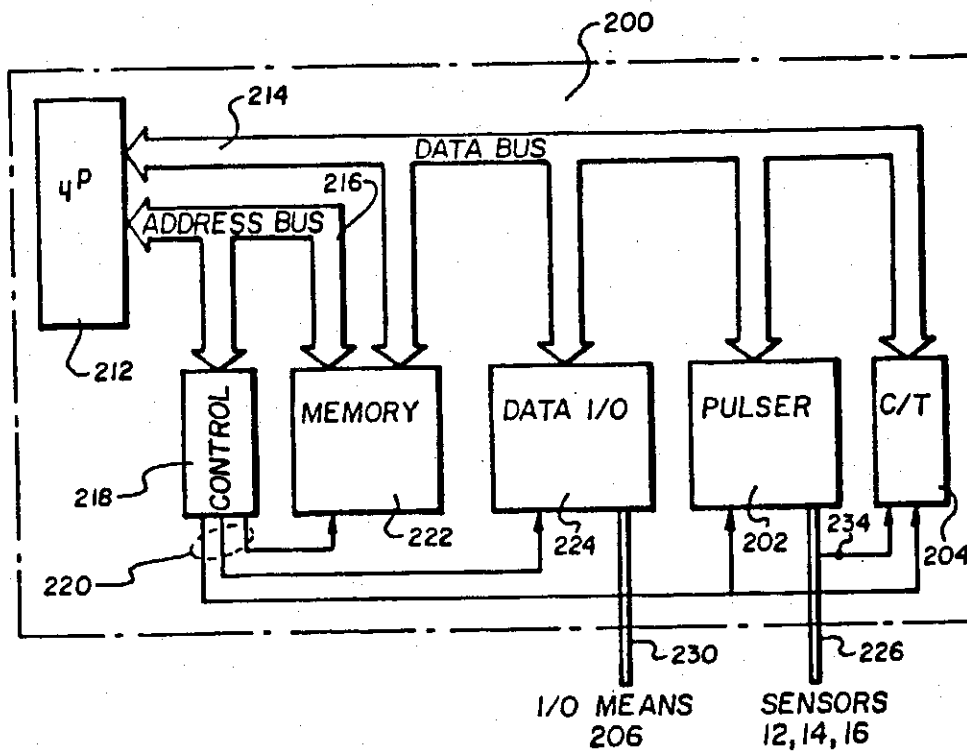 200
214
DATA BUS
216
4P
ADDRESS BUS
212
CONTROL
MEMORY
DATA I/O
PULSER
C/T
218
222
224
202
234
204
220
230
226
I/O MEANS
206
SENSORS
12, 14, 16